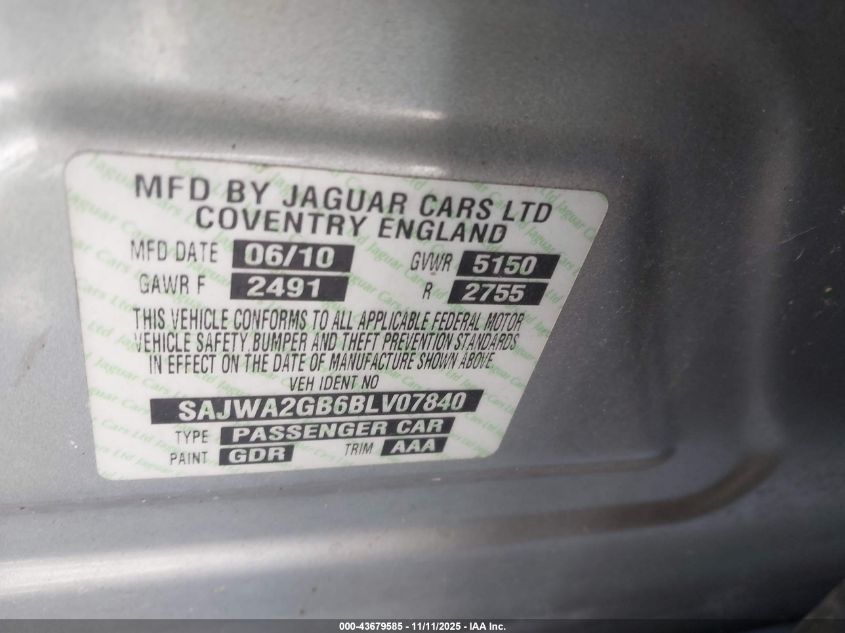 MFD BY JAGUAR CARS LTD
COVENTRY ENGLAND
MFD DATE 06/10 GVWR 5150
GAWR F 2491 R 2755
THIS VEHICLE CONFORMS TO ALL APPLICABLE FEDERAL MOTOR
VEHICLE SAFETY, BUMPER AND THEFT PREVENTION STANDARDS
IN EFFECT ON THE DATE OF MANUFACTURE SHOWN ABOVE
VEH IDENT NO
SAJWA2GB6BLV07840
TYPE PASSENGER CAR
PAINT GDR TRIM AAA
000-43679585 - 11/11/2025 - IAA Inc.